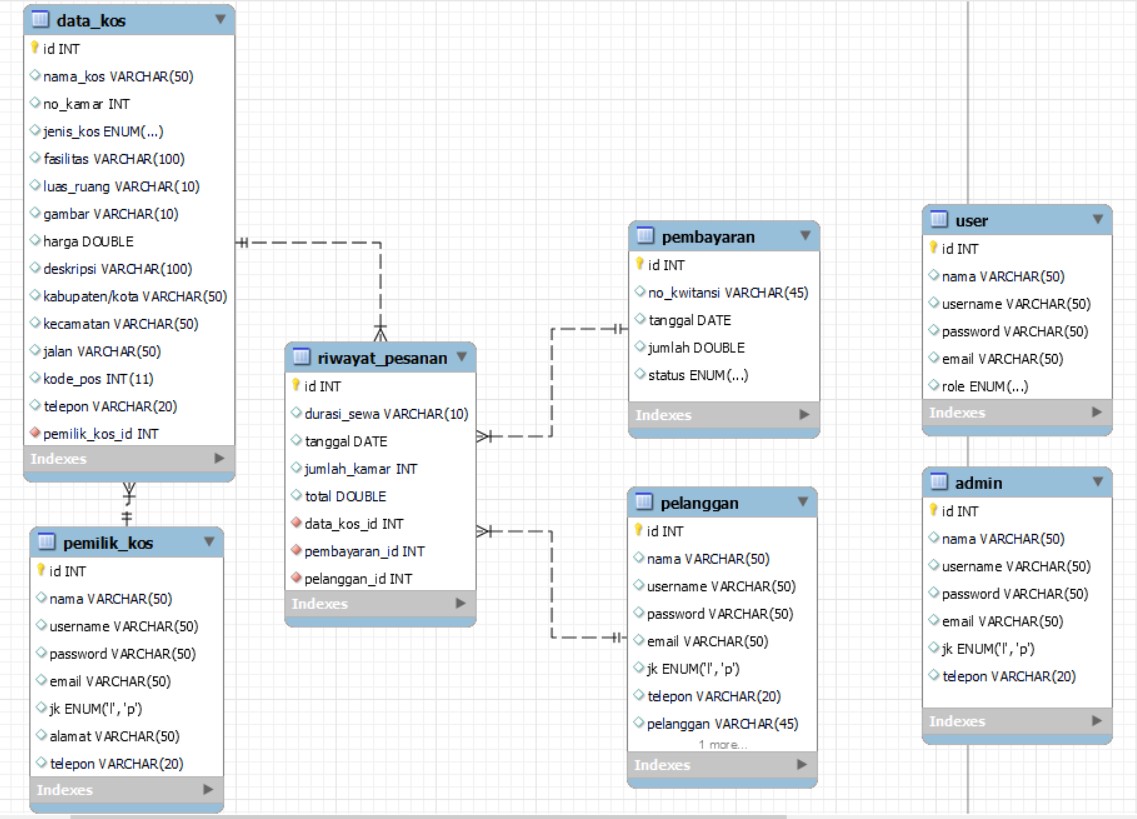 data_kos
id INT
nama_kos VARCHAR(50)
no_kamar INT
jenis_kos ENUM(...)
fasilitas VARCHAR(100)
luas_ruang VARCHAR(10)
gambar VARCHAR(10)
harga DOUBLE
deskripsi VARCHAR(100)
kabupaten/kota VARCHAR(50)
kecamatan VARCHAR(50)
jalan VARCHAR(50)
kode_pos INT(11)
telepon VARCHAR(20)
pemilik_kos_id INT
Indexes
pemilik_kos
id INT
nama VARCHAR(50)
username VARCHAR(50)
password VARCHAR(50)
email VARCHAR(50)
jk ENUM('l', 'p')
alamat VARCHAR(50)
telepon VARCHAR(20)
Indexes
riwayat_pesanan
id INT
durasi_sewa VARCHAR(10)
tanggal DATE
jumlah_kamar INT
total DOUBLE
data_kos_id INT
pembayaran_id INT
pelanggan_id INT
Indexes
pembayaran
id INT
no_kwitansi VARCHAR(45)
tanggal DATE
jumlah DOUBLE
status ENUM(...)
Indexes
pelanggan
id INT
nama VARCHAR(50)
username VARCHAR(50)
password VARCHAR(50)
email VARCHAR(50)
jk ENUM('l', 'p')
telepon VARCHAR(20)
pelanggan VARCHAR(45)
1 more...
Indexes
user
id INT
nama VARCHAR(50)
username VARCHAR(50)
password VARCHAR(50)
email VARCHAR(50)
role ENUM(...)
Indexes
admin
id INT
nama VARCHAR(50)
username VARCHAR(50)
password VARCHAR(50)
email VARCHAR(50)
jk ENUM('l', 'p')
telepon VARCHAR(20)
Indexes